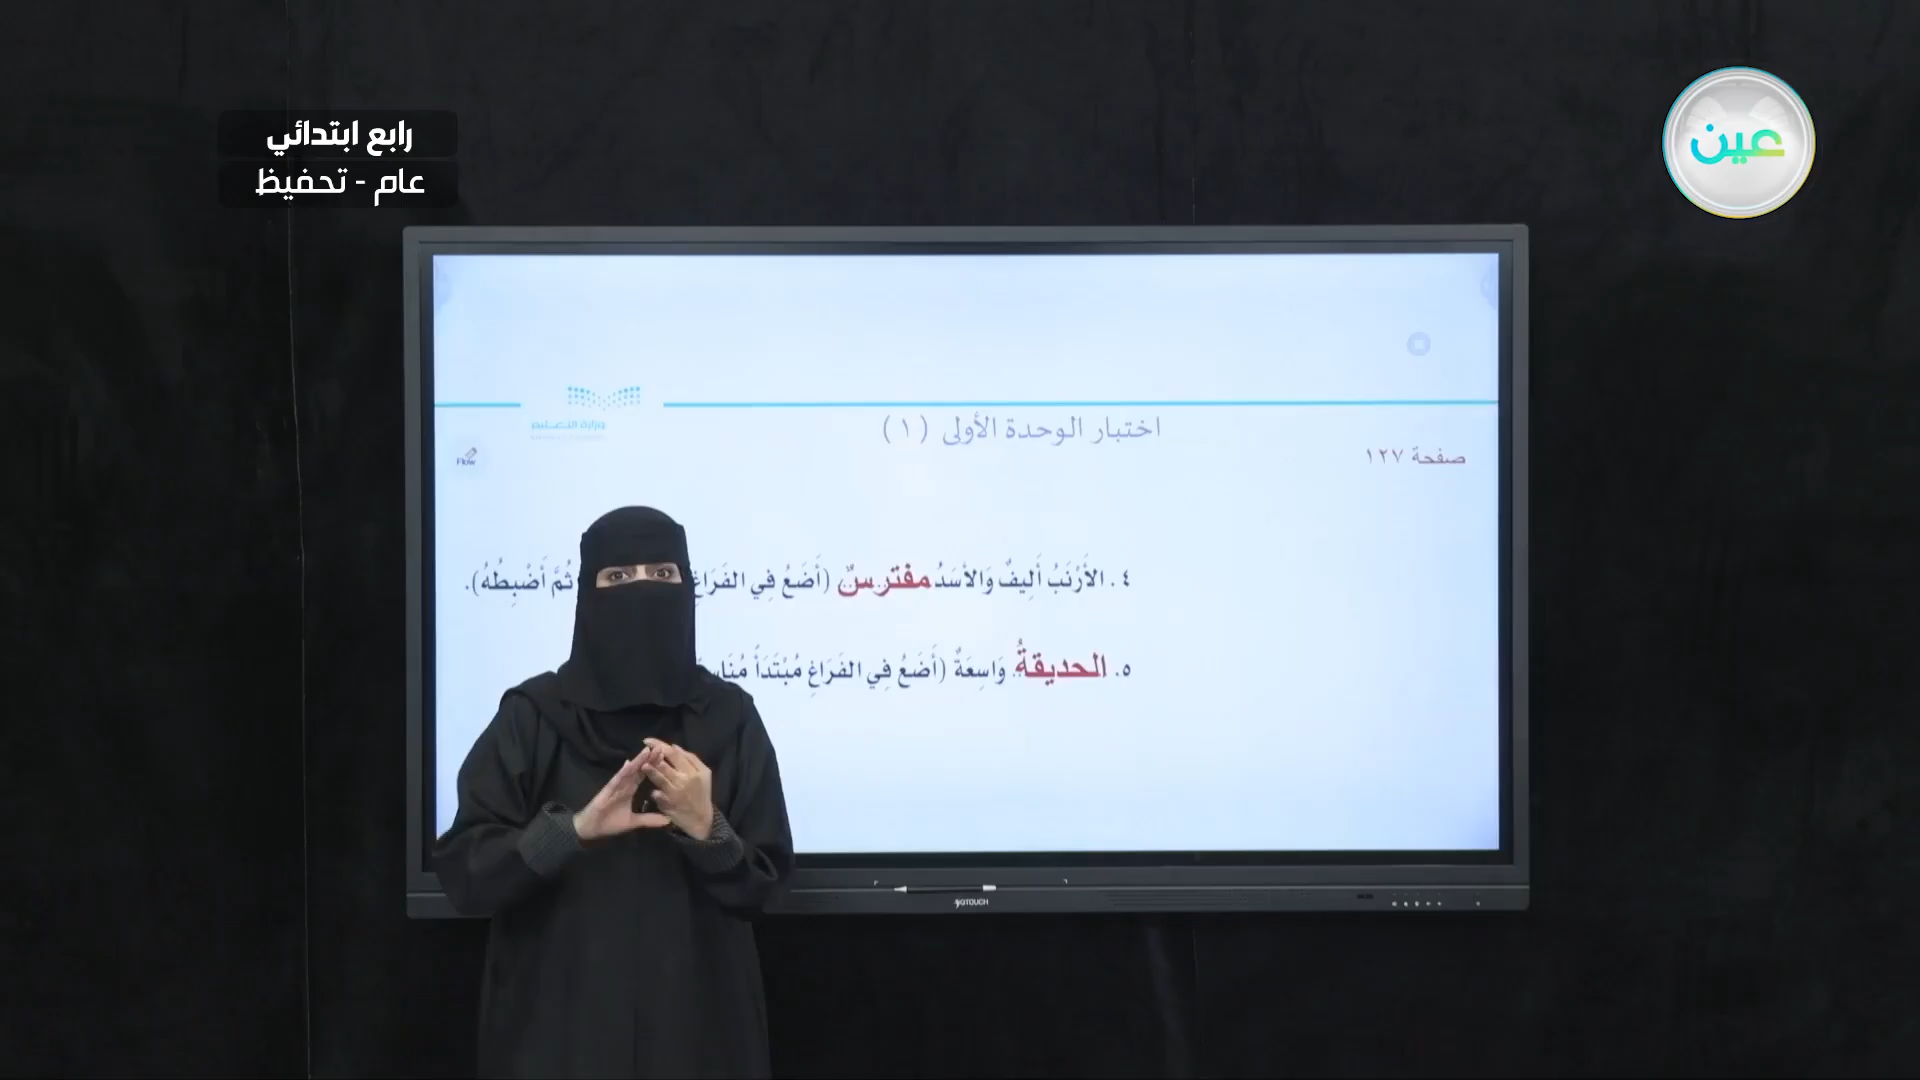 رابع ابتدائي
عام - تحفيظ
عين
وزارة التعليم
اختبار الوحدة الأولى (١)
صفحة ١٢٧
Flow
٤. الأَرْنَبُ أَلِيفٌ وَالأَسَدُ مفترسٌ (أَضَعُ فِي الفَرَاغِ ثُمَّ أَضْبِطُهُ).
٥. الحديقةُ وَاسِعَةٌ (أَضَعُ فِي الفَرَاغِ مُبْتَدَأً